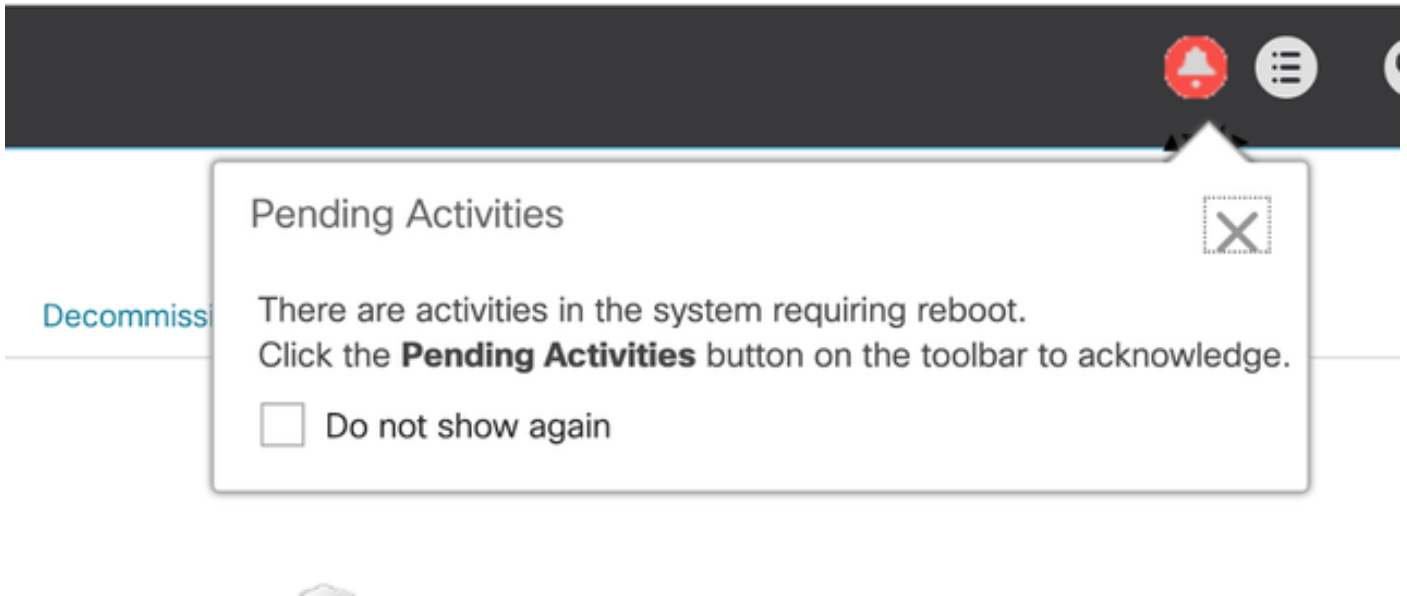 Pending Activities
Decommissi
There are activities in the system requiring reboot.
Click the Pending Activities button on the toolbar to acknowledge.
Do not show again